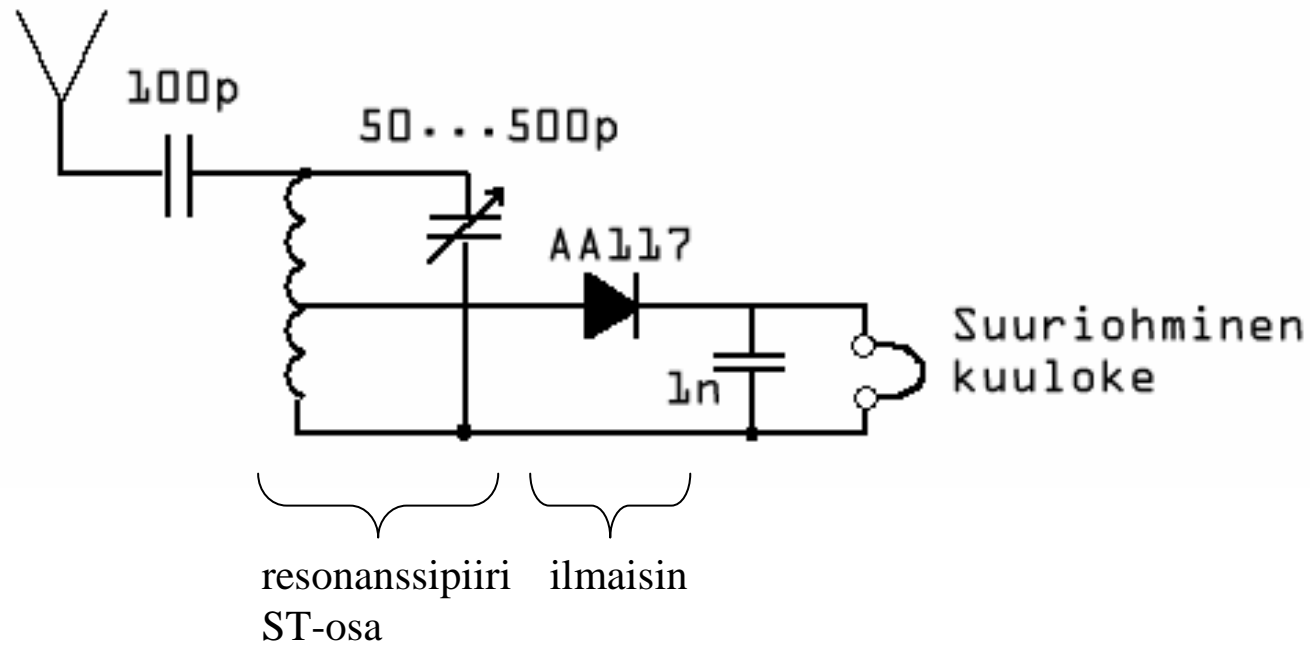 100p
50...500p
AA117
Suuriohminen
kuuloke
1n
resonanssipiiri ilmaisin
ST-osa